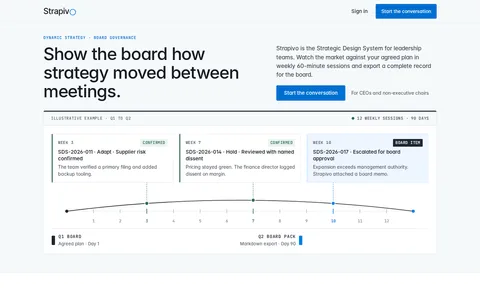 Strapivo
Sign in
Start the conversation
DYNAMIC STRATEGY · BOARD GOVERNANCE
Show the board how
strategy moved between
meetings.
Strapivo is the Strategic Design System for leadership
teams. Watch the market against your agreed plan in
weekly 60-minute sessions and export a complete record
for the board.
Start the conversation
For CEOs and non-executive chairs
ILLUSTRATIVE EXAMPLE · Q1 TO Q2
12 WEEKLY SESSIONS · 90 DAYS
WEEK 3
CONFIRMED
SDS-2026-011 · Adapt · Supplier risk
confirmed
The team verified a primary filing and added
backup tooling.
WEEK 7
CONFIRMED
SDS-2026-014 · Hold · Reviewed with named
dissent
Pricing stayed green. The finance director logged
dissent on margin.
WEEK 10
BOARD ITEM
SDS-2026-017 · Escalated for board
approval
Expansion exceeds management authority.
Strapivo attached a board memo.
1 2 3 4 5 6 7 8 9 10 11 12
Q1 BOARD
Agreed plan · Day 1
Q2 BOARD PACK
Markdown export · Day 90